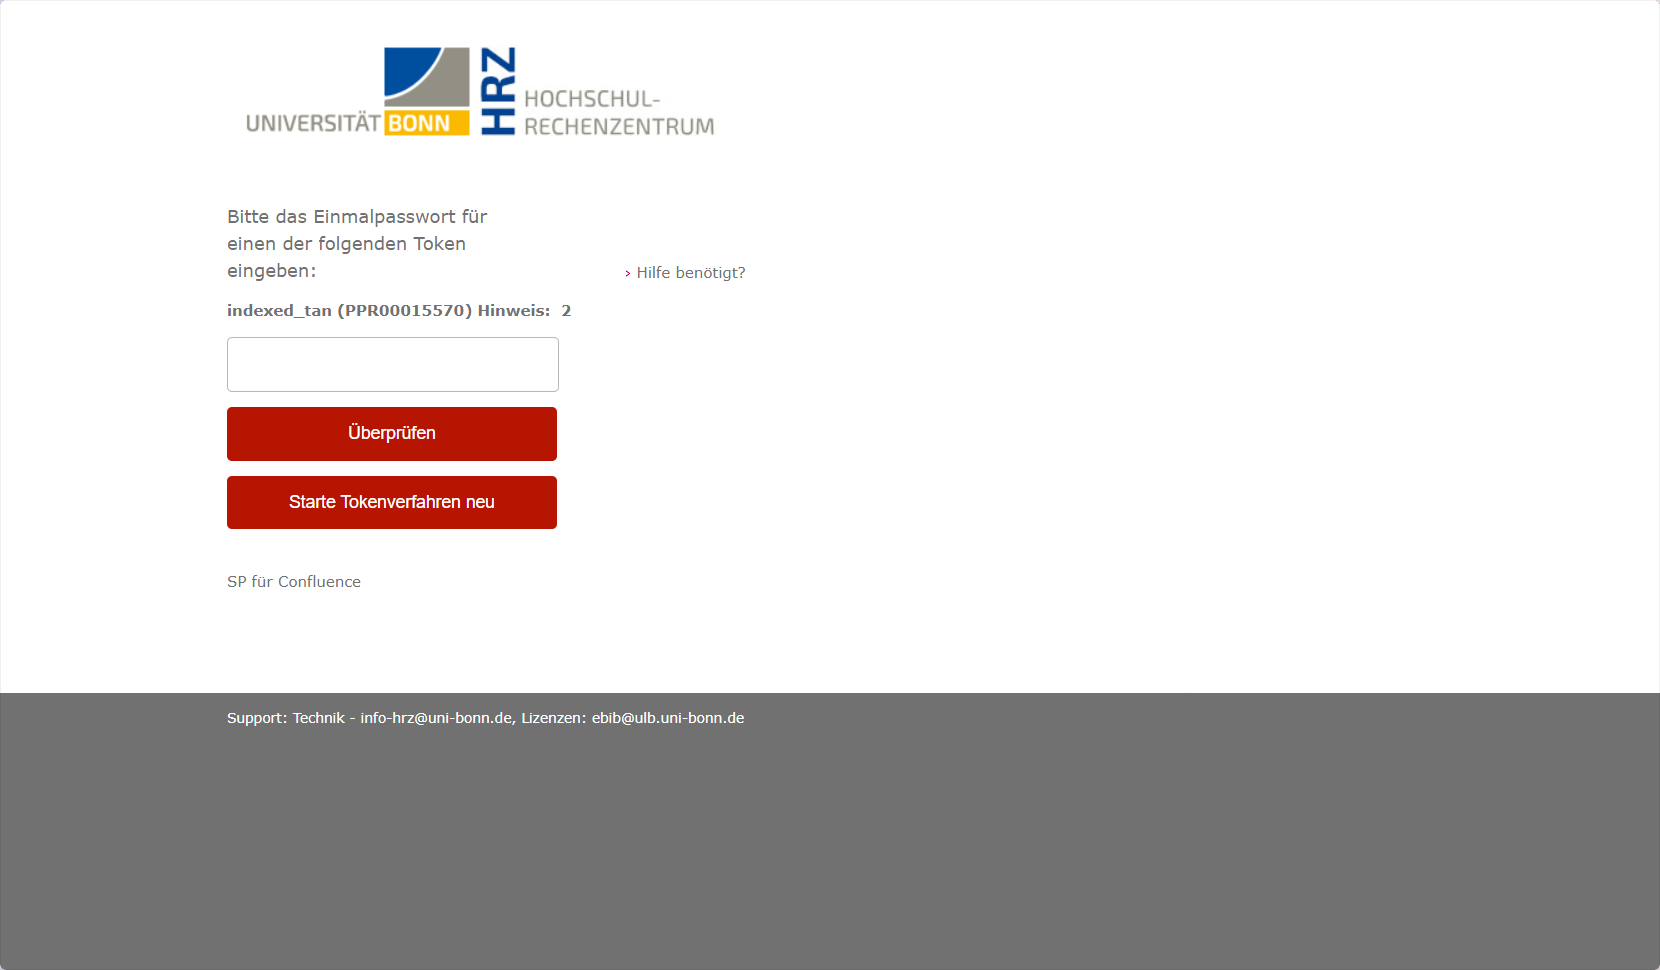 UNIVERSITÄT BONN
HRZ
HOCHSCHUL-
RECHENZENTRUM
Bitte das Einmalpasswort für
einen der folgenden Token
eingeben:
› Hilfe benötigt?
indexed_tan (PPR00015570) Hinweis: 2
Überprüfen
Starte Tokenverfahren neu
SP für Confluence
Support: Technik - info-hrz@uni-bonn.de, Lizenzen: ebib@ulb.uni-bonn.de